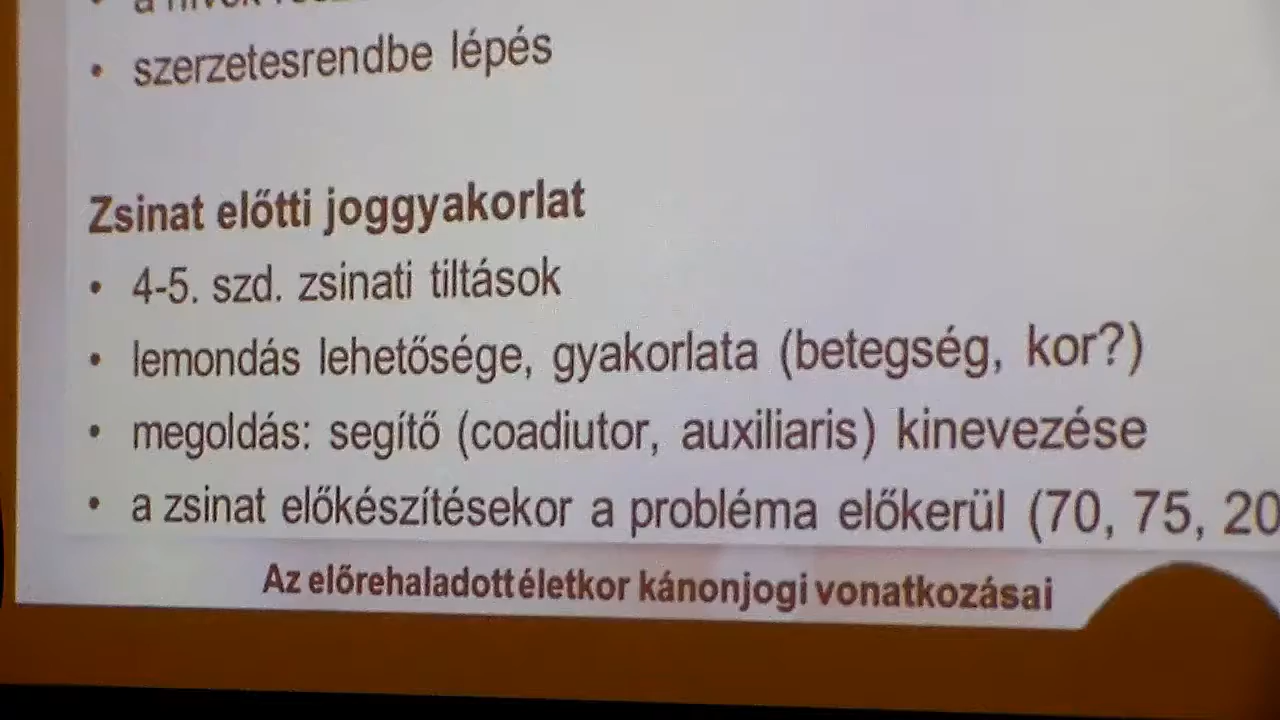 • szerzetesrendbe lépés
Zsinat előtti joggyakorlat
• 4-5. szd. zsinati tiltások
• lemondás lehetősége, gyakorlata (betegség, kor?)
• megoldás: segítő (coadiutor, auxiliaris) kinevezése
• a zsinat előkészítésekor a probléma előkerül (70, 75, 20
Az előrehaladott életkor kánonjogi vonatkozásai